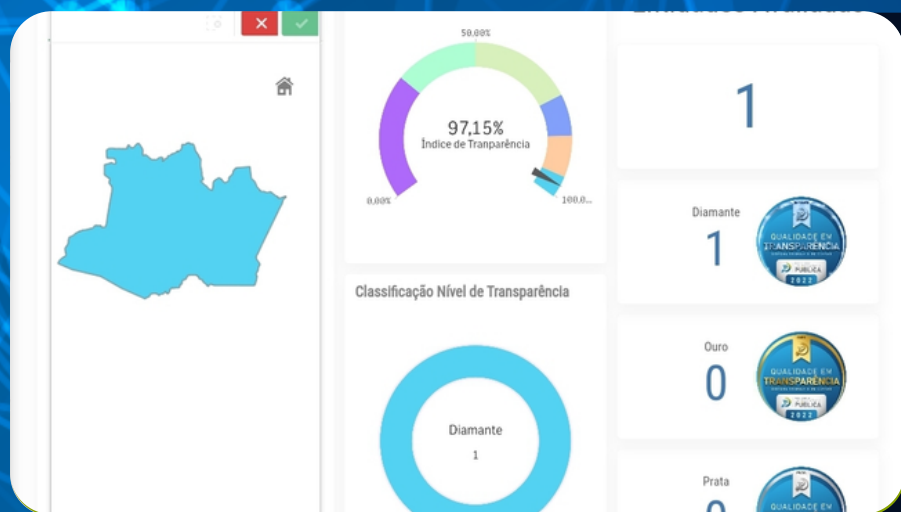 50.00%
97,15%
Índice de Tranparência
0.00%
100,0...
Classificação Nível de Transparência
Diamante
1
1
Diamante
1
QUALIDADE EM
TRANSPARÊNCIA
PÚBLICA
2022
Ouro
0
QUALIDADE EM
TRANSPARÊNCIA
PÚBLICA
2022
Prata
QUALIDADE EM